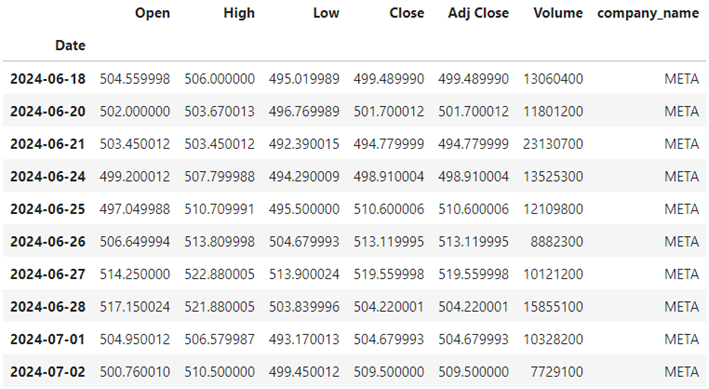 Open High Low Close Adj Close Volume company_name
Date
2024-06-18 504.559998 506.000000 495.019989 499.489990 499.489990 13060400 META
2024-06-20 502.000000 503.670013 496.769989 501.700012 501.700012 11801200 META
2024-06-21 503.450012 503.450012 492.390015 494.779999 494.779999 23130700 META
2024-06-24 499.200012 507.799988 494.290009 498.910004 498.910004 13525300 META
2024-06-25 497.049988 510.709991 495.500000 510.600006 510.600006 12109800 META
2024-06-26 506.649994 513.809998 504.679993 513.119995 513.119995 8882300 META
2024-06-27 514.250000 522.880005 513.900024 519.559998 519.559998 10121200 META
2024-06-28 517.150024 521.880005 503.839996 504.220001 504.220001 15855100 META
2024-07-01 504.950012 506.579987 493.170013 504.679993 504.679993 10328200 META
2024-07-02 500.760010 510.500000 499.450012 509.500000 509.500000 7729100 META